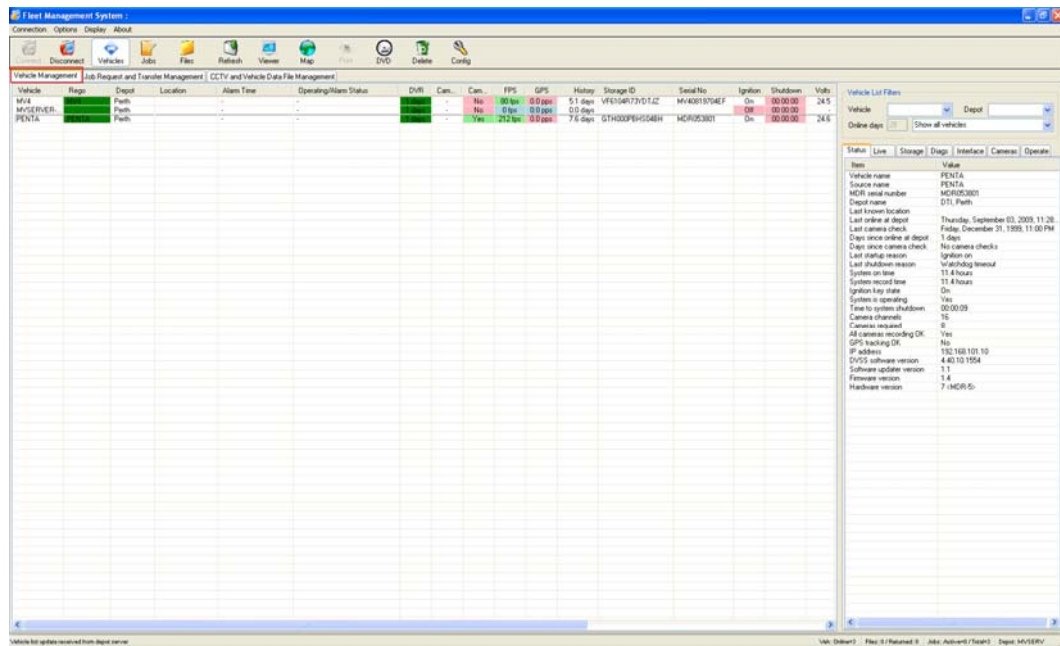 Fleet Management System :
Connection Options Display About
Connect Disconnect Vehicles Jobs Files Refresh Viewer Map Print DVD Delete Config
Vehicle Management Job Request and Transfer Management CCTV and Vehicle Data File Management
Vehicle Rego Depot Location Alarm Time Operating/Alarm Status DVR Cam... Cam... FPS GPS History Storage ID Serial No Ignition Shutdown Volts
MV4 MV4 Perth - - 1 days - No 80 fps 0.0 pps 5.1 days On 00:00:00 24.5
MVSERVER- Perth - - 1 days - No 0 fps 0.0 pps 0.0 days Off 00:00:00 -
PENTA PENTA Perth - - 1 days - Yes 212 fps 0.0 pps 7.6 days MDR053801 On 00:00:00 24.6
Vehicle List Filters
Vehicle Depot
Online days 28 Show all vehicles
Status Live Storage Diags Interface Cameras Operate
Item Value
Vehicle name PENTA
Source name PENTA
MDR serial number MDR053801
Depot name DTI, Perth
Last known location
Last online at depot Thursday, September 03, 2009, 11:28...
Last camera check Friday, December 31, 1999, 11:00 PM
Days since online at depot 1 days
Days since camera check No camera checks
Last startup reason Ignition on
Last shutdown reason Watchdog timeout
System on time 11.4 hours
System record time 11.4 hours
Ignition key state On
System is operating Yes
Time to system shutdown 00:00:09
Camera channels 16
Cameras required 8
All cameras recording OK Yes
GPS tracking OK No
IP address 192.168.101.10
DVSS software version 4.40.10.1554
Software updater version 1.1
Firmware version 1.4
Hardware version 7 <MDR-5>
Vehicle list update received from depot server
Veh: Online=3 Files: 0 / Returned: 0 Jobs: Active=0 / Total=3 Depot: MVSERV